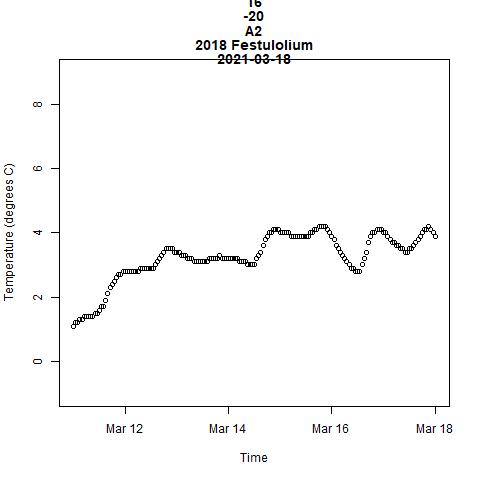 16
-20
A2
2018 Festulolium
2021-03-18
Temperature (degrees C)
8
6
4
2
0
Mar 12
Mar 14
Mar 16
Mar 18
Time